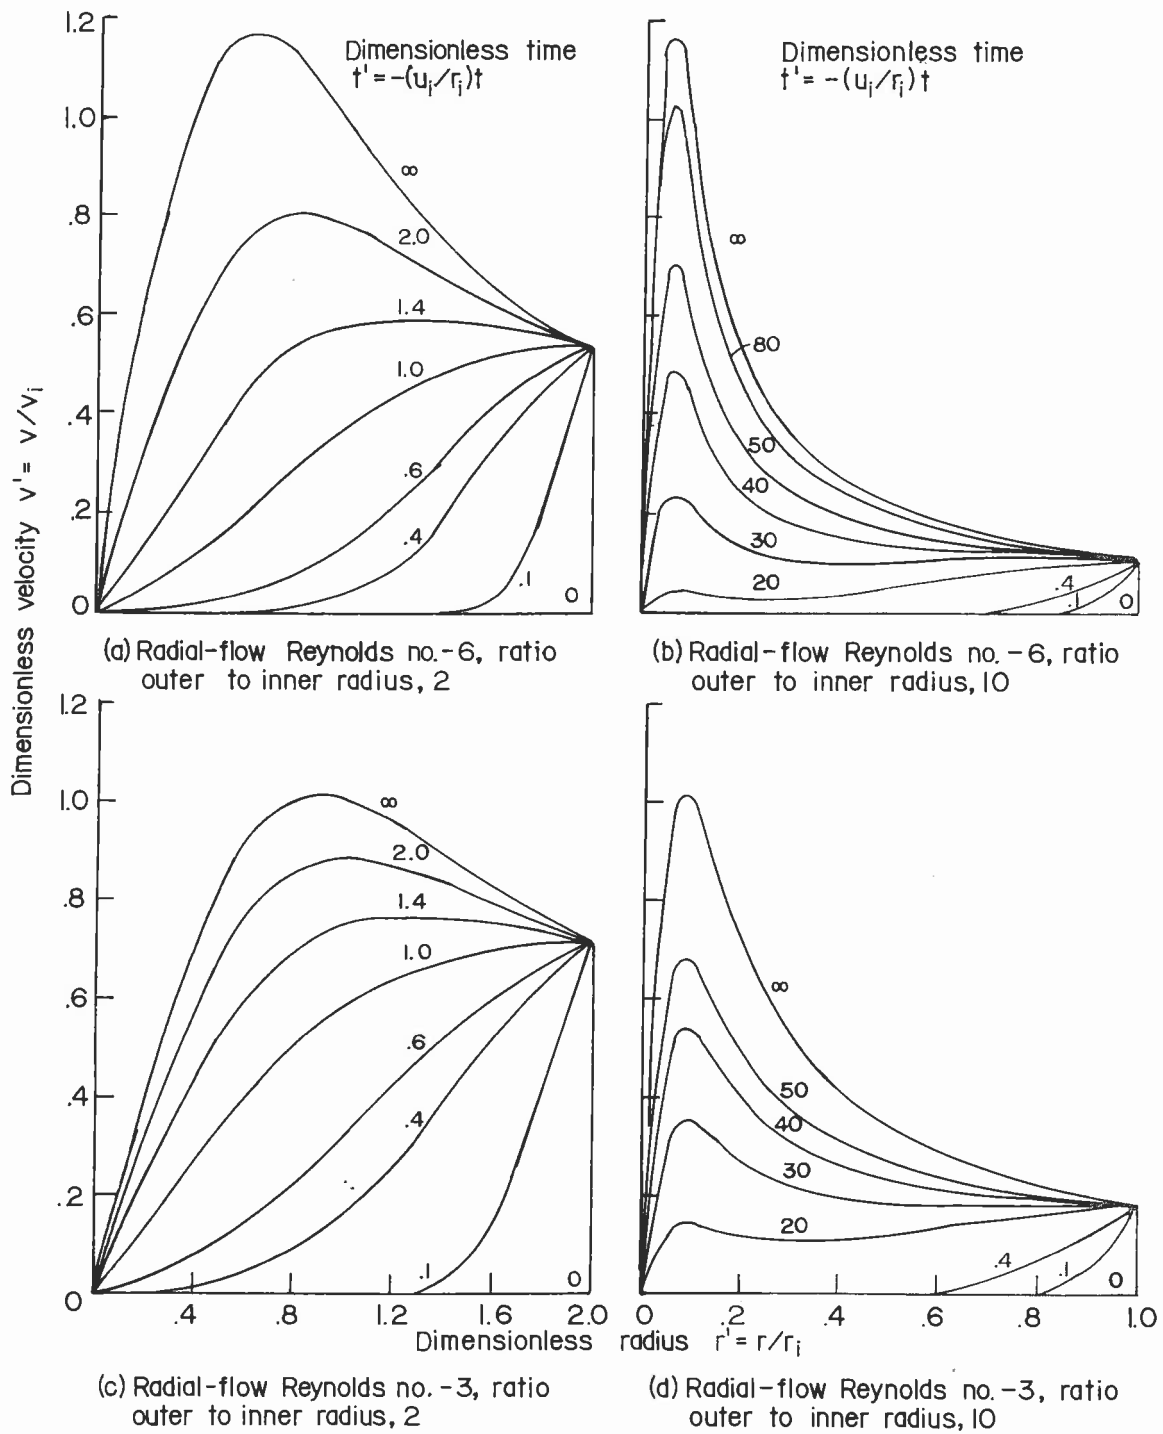 Dimensionless velocity v' = v/vᵢ
1.2
1.0
.8
.6
.4
.2
0
Dimensionless time
t' = -(uᵢ/rᵢ)t
∞
2.0
1.4
1.0
.6
.4
.1
0
(a) Radial-flow Reynolds no.-6, ratio
outer to inner radius, 2
Dimensionless time
t' = -(uᵢ/rᵢ)t
∞
80
50
40
30
20
.4
.1
0
(b) Radial-flow Reynolds no. -6, ratio
outer to inner radius, 10
1.2
1.0
.8
.6
.4
.2
0
∞
2.0
1.4
1.0
.6
.4
.1
0
.4 .8 1.2 1.6 2.0
∞
50
40
30
20
.4
.1
0
0 .2 .4 .6 .8 1.0
Dimensionless radius r' = r/rᵢ
(c) Radial-flow Reynolds no. -3, ratio
outer to inner radius, 2
(d) Radial-flow Reynolds no. -3, ratio
outer to inner radius, 10